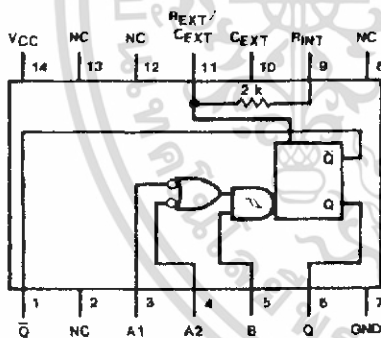 REXT/
VCC NC NC CEXT CEXT RINT NC
14 13 12 11 10 9 8
2 k
Q̅
Q
1 2 3 4 5 6 7
Q̅ NC A1 A2 B Q GND